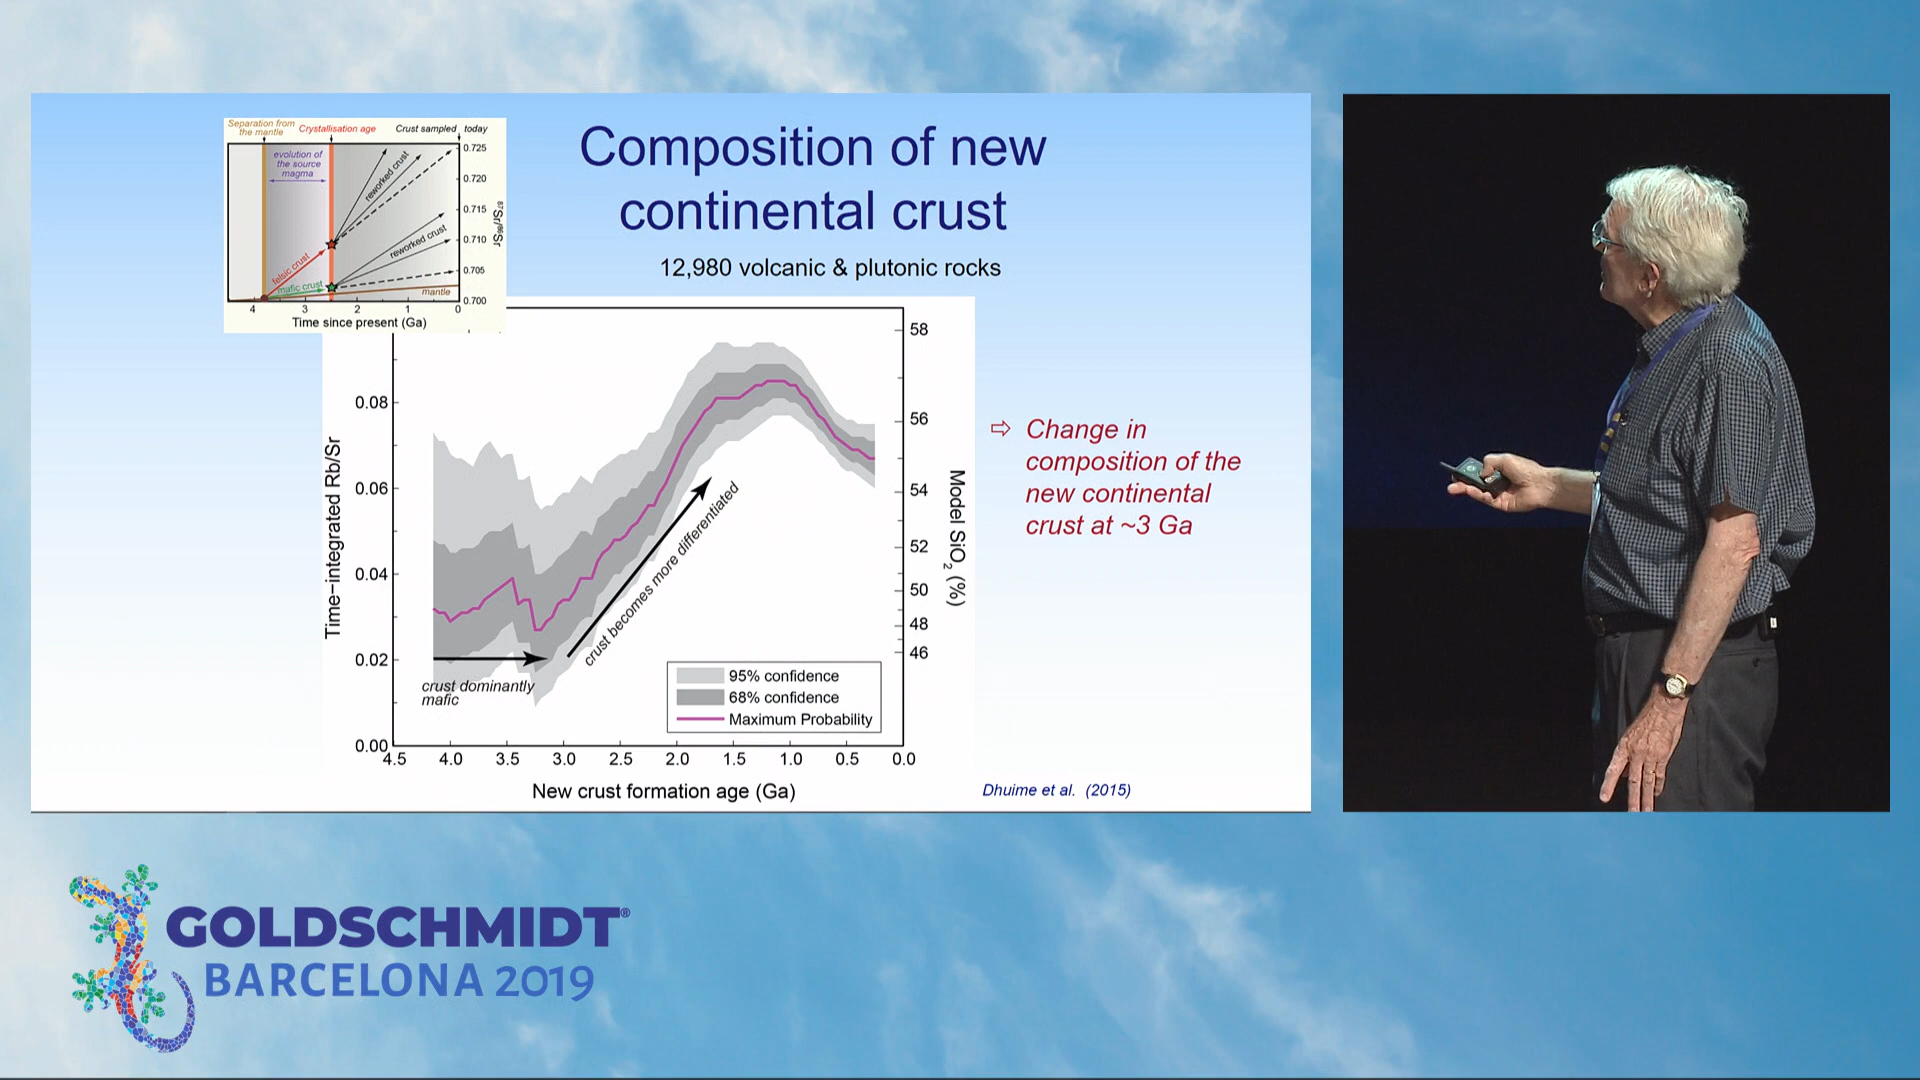 Separation from
the mantle
Crystallisation age
Crust sampled today
evolution of
the source
magma
reworked crust
reworked crust
felsic crust
mafic crust
mantle
0.725
0.720
0.715
0.710
0.705
0.700
87Sr/86Sr
4 3 2 1 0
Time since present (Ga)
Composition of new
continental crust
12,980 volcanic & plutonic rocks
0.08
0.06
0.04
0.02
0.00
Time-integrated Rb/Sr
58
56
54
52
50
48
46
Model SiO2 (%)
crust becomes more differentiated
crust dominantly
mafic
95% confidence
68% confidence
Maximum Probability
4.5 4.0 3.5 3.0 2.5 2.0 1.5 1.0 0.5 0.0
New crust formation age (Ga)
⇨ Change in
composition of the
new continental
crust at ~3 Ga
Dhuime et al. (2015)
GOLDSCHMIDT®
BARCELONA 2019